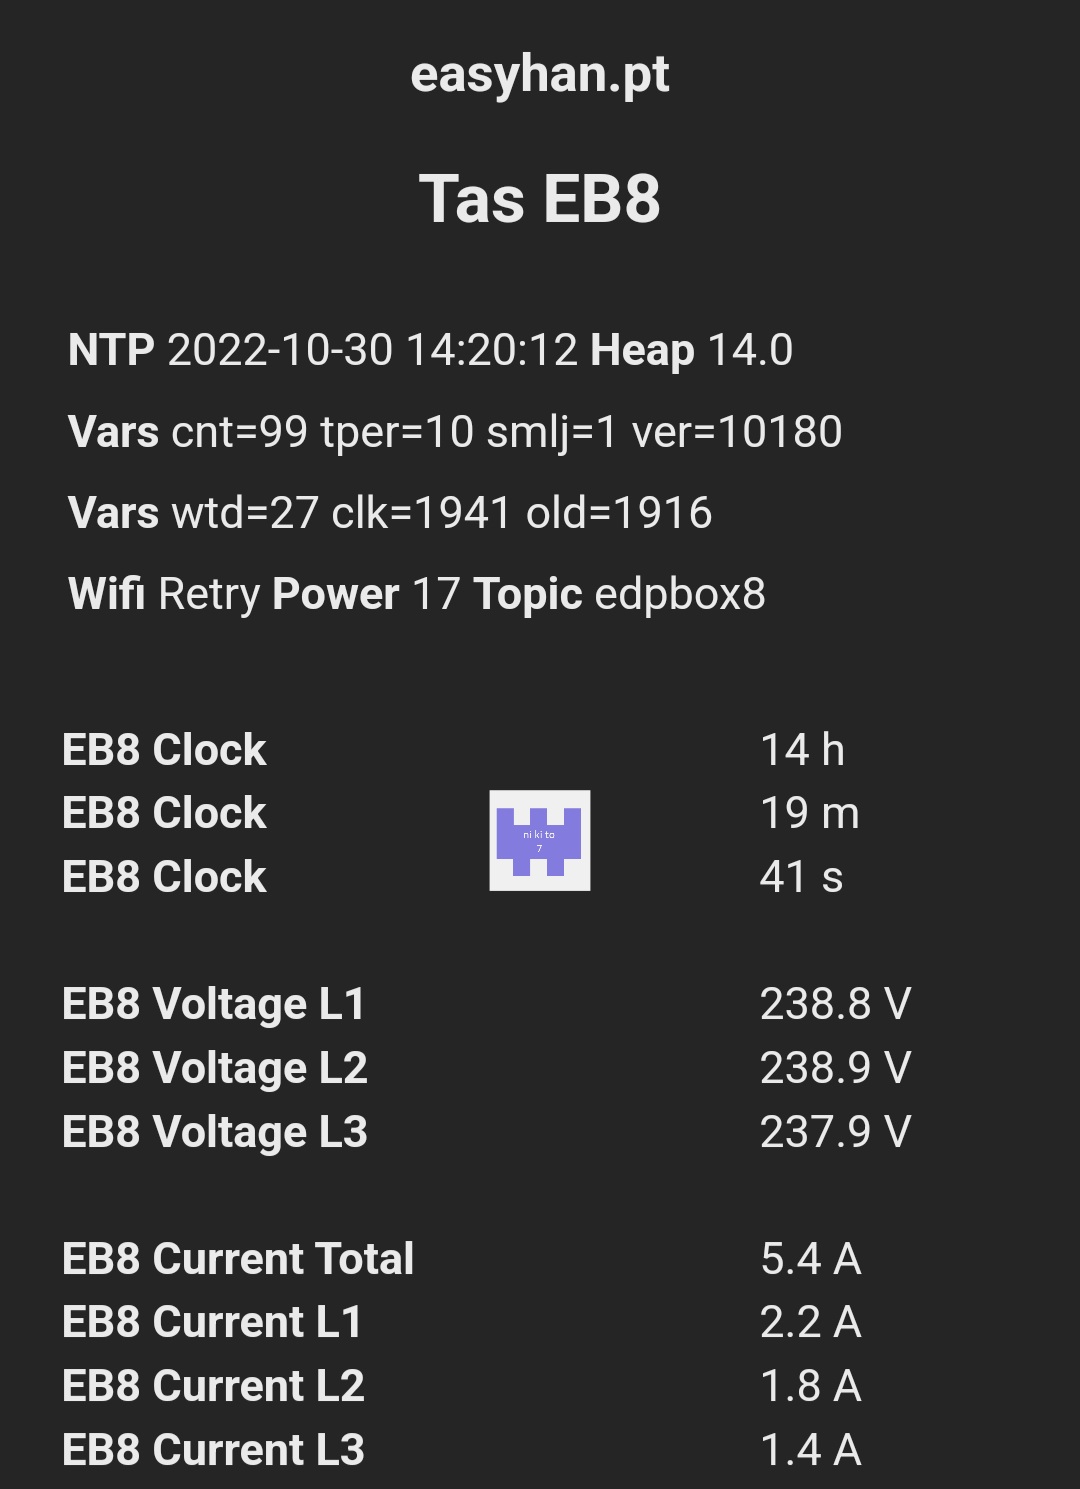 easyhan.pt
Tas EB8
NTP 2022-10-30 14:20:12 Heap 14.0
Vars cnt=99 tper=10 smlj=1 ver=10180
Vars wtd=27 clk=1941 old=1916
Wifi Retry Power 17 Topic edpbox8
EB8 Clock 14 h
EB8 Clock 19 m
ni ki ta
7
EB8 Clock 41 s
EB8 Voltage L1 238.8 V
EB8 Voltage L2 238.9 V
EB8 Voltage L3 237.9 V
EB8 Current Total 5.4 A
EB8 Current L1 2.2 A
EB8 Current L2 1.8 A
EB8 Current L3 1.4 A